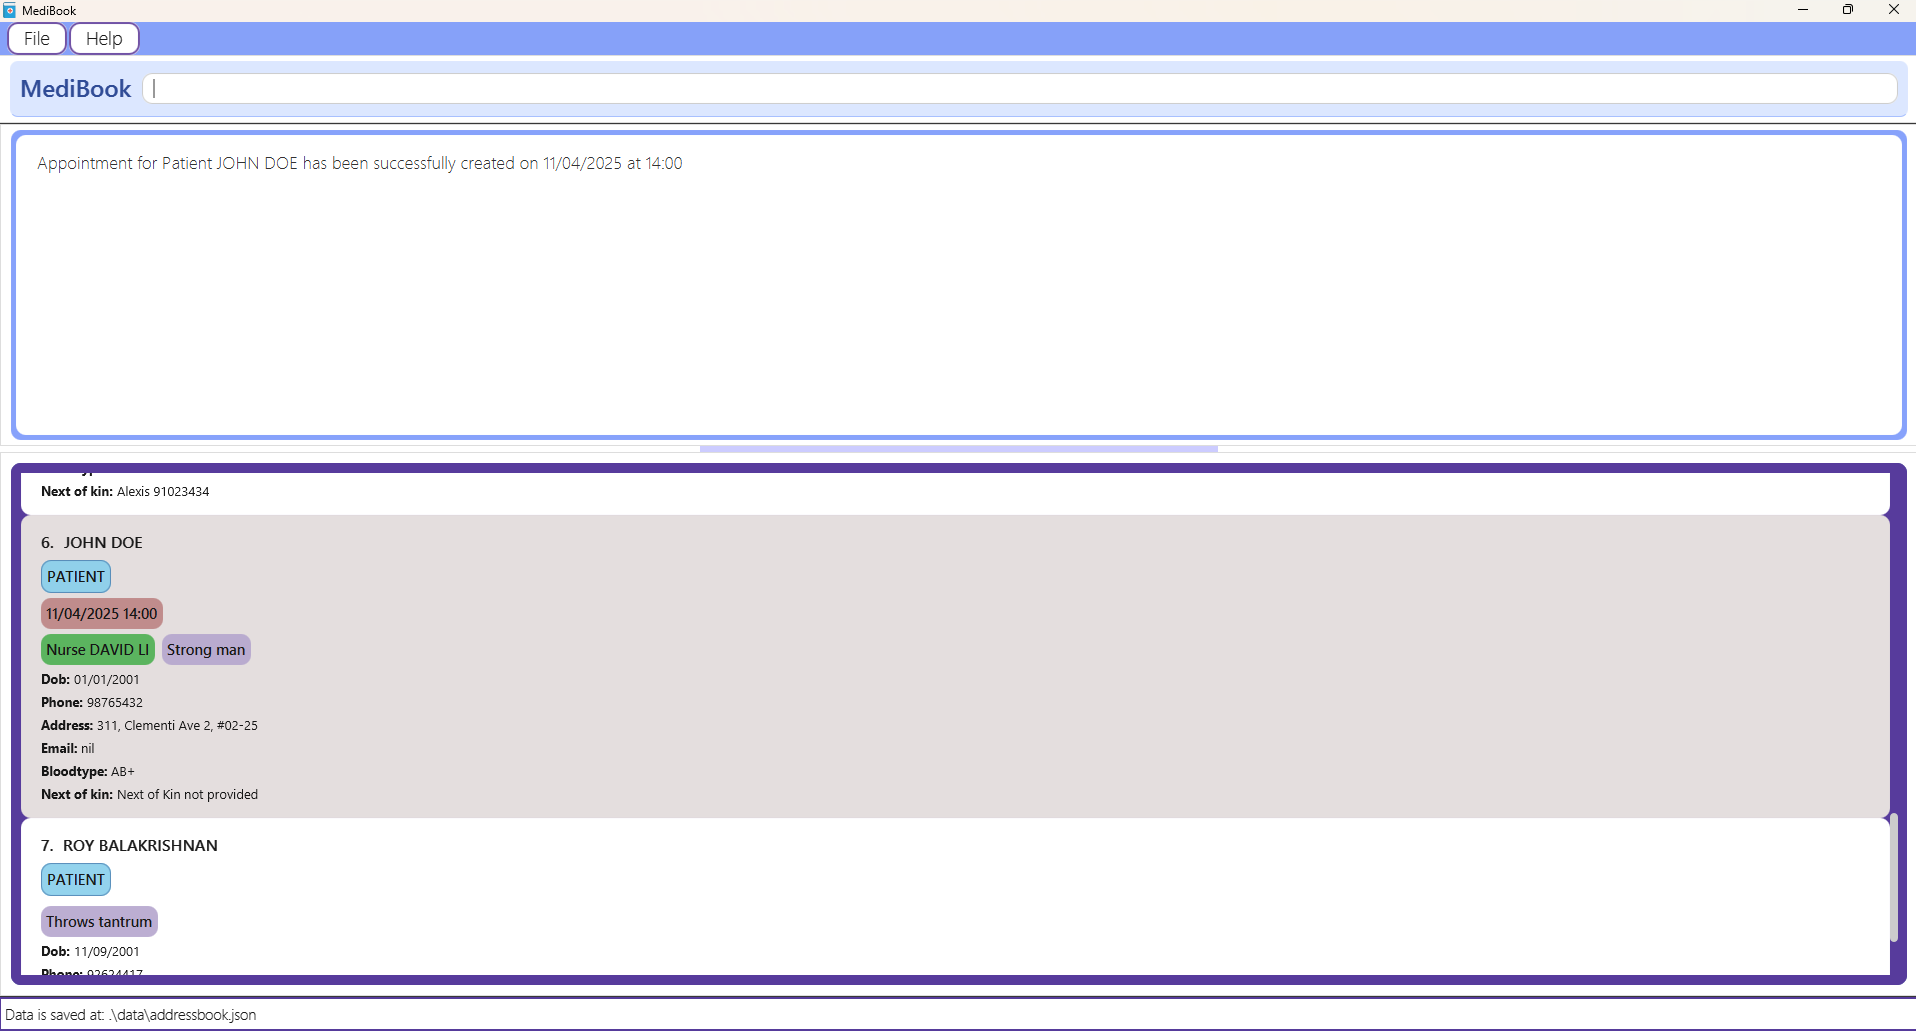 MediBook
File Help
MediBook
Appointment for Patient JOHN DOE has been successfully created on 11/04/2025 at 14:00
Next of kin: Alexis 91023434
6. JOHN DOE
PATIENT
11/04/2025 14:00
Nurse DAVID LI Strong man
Dob: 01/01/2001
Phone: 98765432
Address: 311, Clementi Ave 2, #02-25
Email: nil
Bloodtype: AB+
Next of kin: Next of Kin not provided
7. ROY BALAKRISHNAN
PATIENT
Throws tantrum
Dob: 11/09/2001
Phone: 92624417
Data is saved at: .\data\addressbook.json